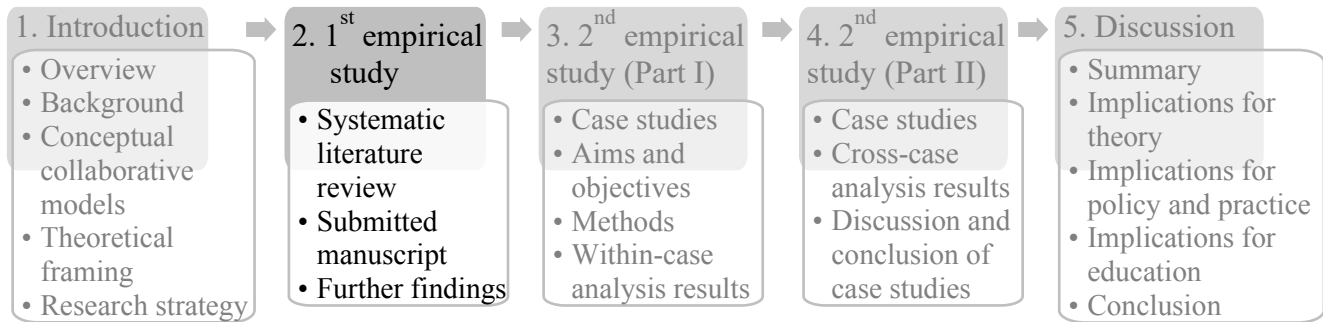 1. Introduction
• Overview
• Background
• Conceptual
collaborative
models
• Theoretical
framing
• Research strategy
2. 1st empirical
study
• Systematic
literature
review
• Submitted
manuscript
• Further findings
3. 2nd empirical
study (Part I)
• Case studies
• Aims and
objectives
• Methods
• Within-case
analysis results
4. 2nd empirical
study (Part II)
• Case studies
• Cross-case
analysis results
• Discussion and
conclusion of
case studies
5. Discussion
• Summary
• Implications for
theory
• Implications for
policy and practice
• Implications for
education
• Conclusion